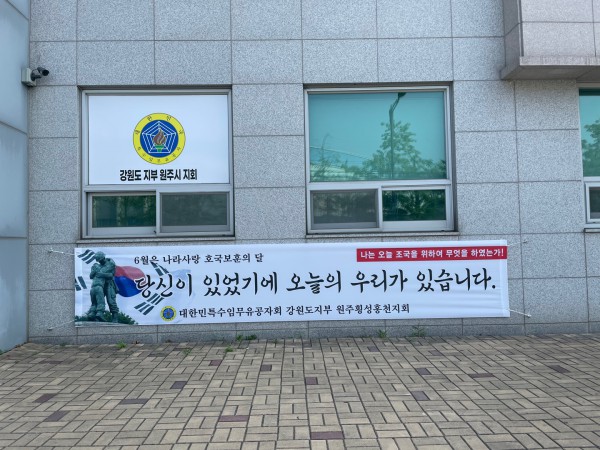 강원도 지부 원주시 지회
6월은 나라사랑 호국보훈의 달
나는 오늘 조국을 위하여 무엇을 하였는가!
당신이 있었기에 오늘의 우리가 있습니다.
대한민국특수임무유공자회 강원도지부 원주횡성홍천지회